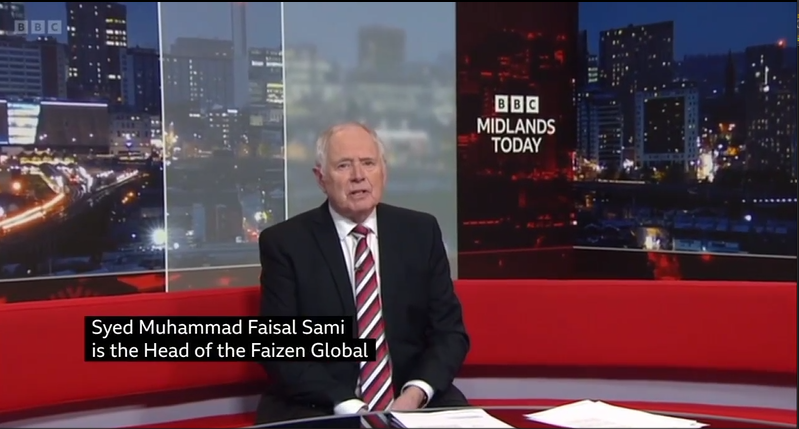 BBC
BBC
MIDLANDS
TODAY
Syed Muhammad Faisal Sami
is the Head of the Faizen Global